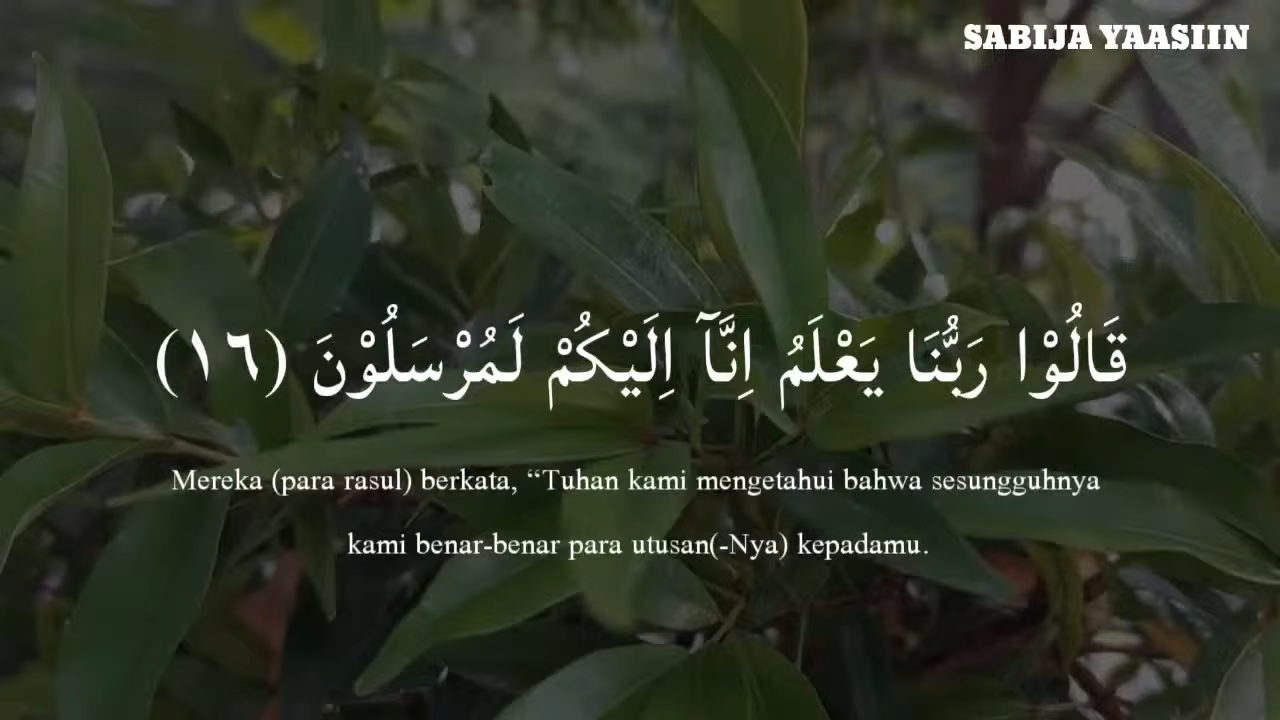 SABIJA YAASIIN
قَالُوْا رَبُّنَا يَعْلَمُ اِنَّآ اِلَيْكُمْ لَمُرْسَلُوْنَ (١٦)
Mereka (para rasul) berkata, “Tuhan kami mengetahui bahwa sesungguhnya
kami benar-benar para utusan(-Nya) kepadamu.